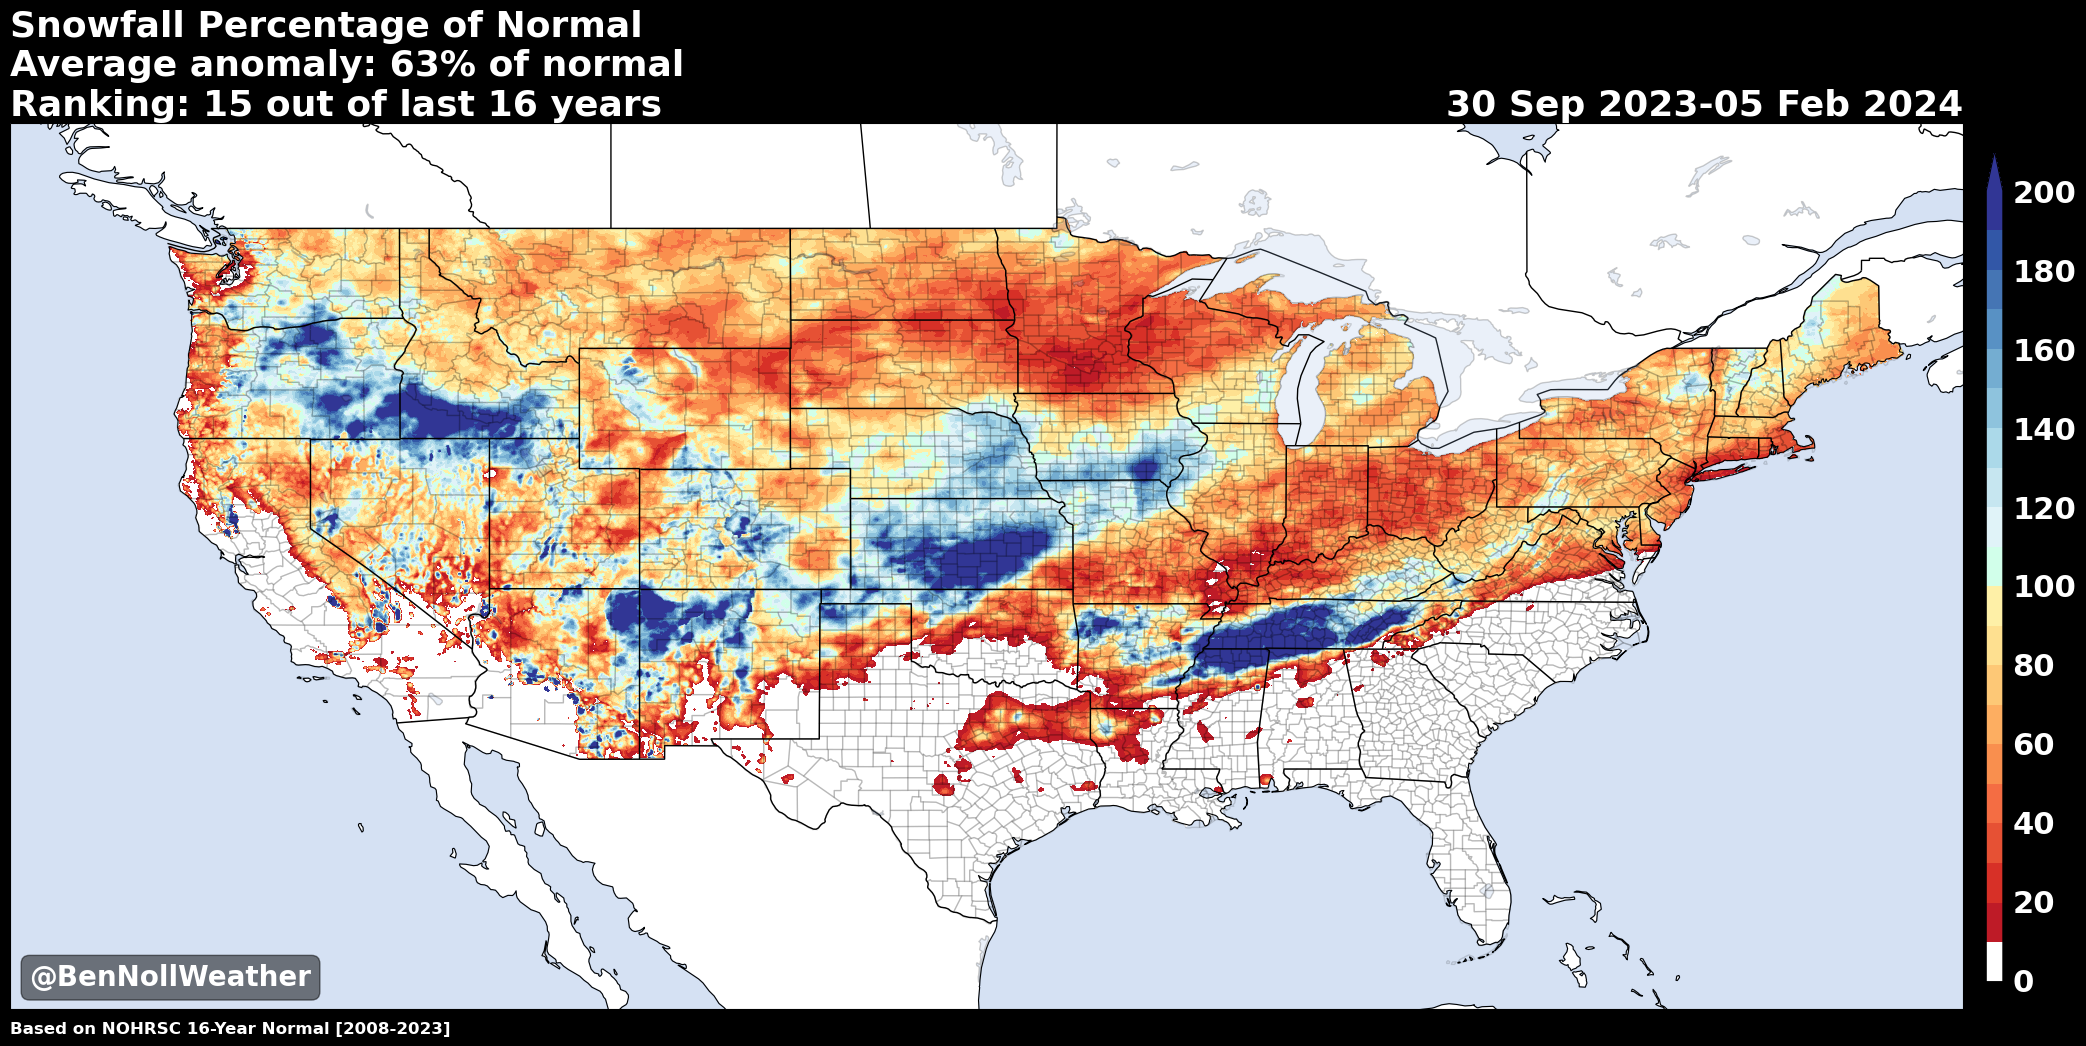 Snowfall Percentage of Normal
Average anomaly: 63% of normal
Ranking: 15 out of last 16 years
30 Sep 2023-05 Feb 2024
200
180
160
140
120
100
80
60
40
20
0
@BenNollWeather
Based on NOHRSC 16-Year Normal [2008-2023]